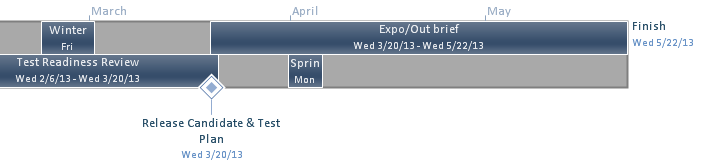 March
April
May
Winter
Fri
Expo/Out brief
Wed 3/20/13 - Wed 5/22/13
Finish
Wed 5/22/13
Test Readiness Review
Wed 2/6/13 - Wed 3/20/13
Sprin
Mon
Release Candidate & Test
Plan
Wed 3/20/13